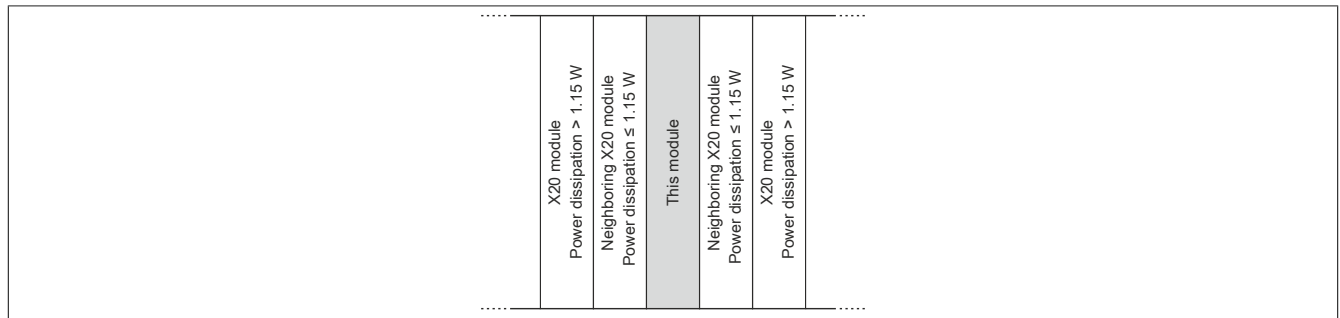 X20 module
Power dissipation > 1.15 W
Neighboring X20 module
Power dissipation ≤ 1.15 W
This module
Neighboring X20 module
Power dissipation ≤ 1.15 W
X20 module
Power dissipation > 1.15 W